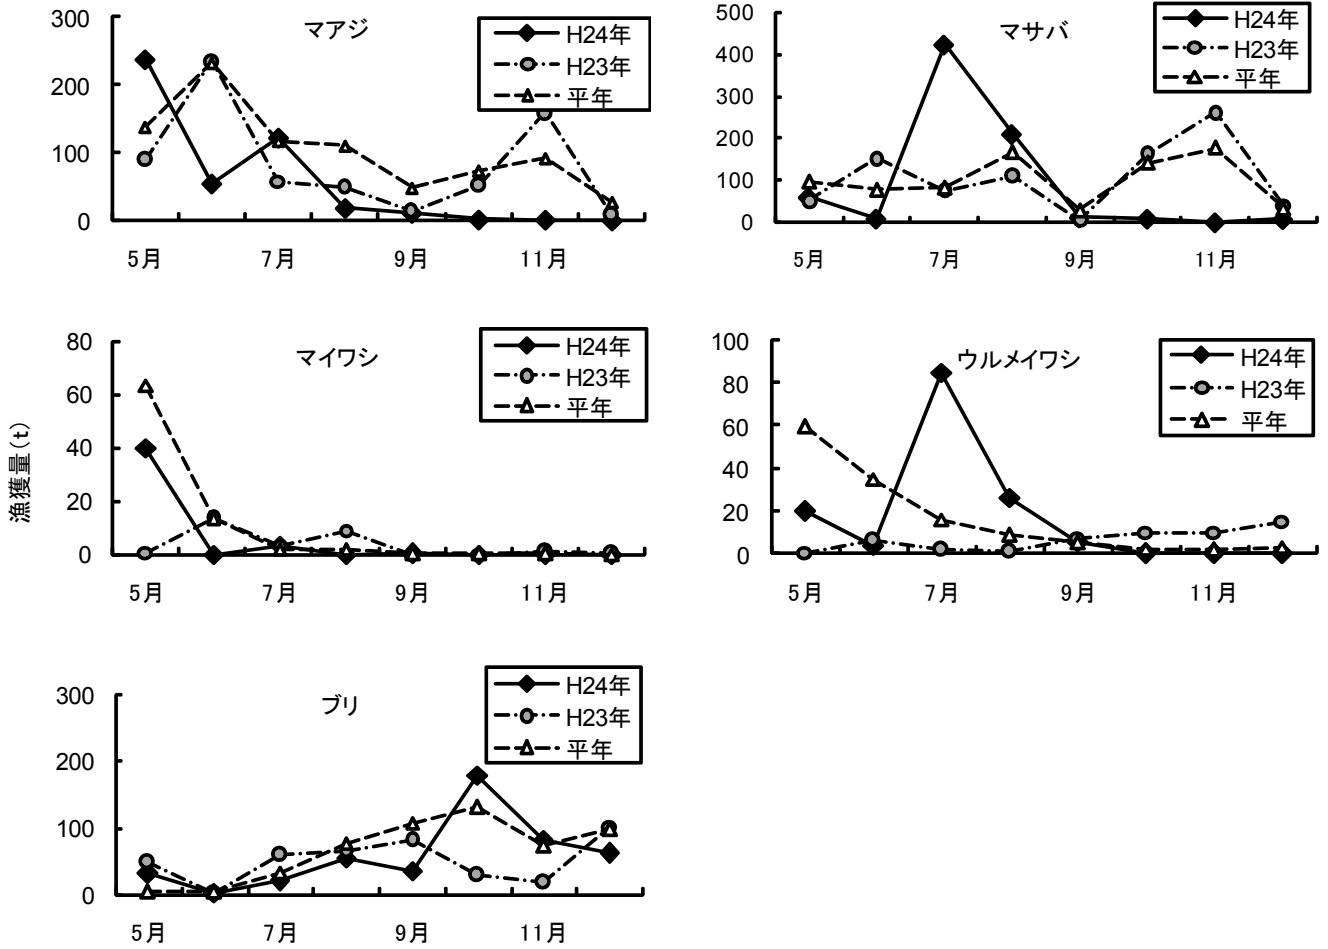 マアジ
300
200
100
0
5月 7月 9月 11月
H24年
H23年
平年
マサバ
500
400
300
200
100
0
5月 7月 9月 11月
H24年
H23年
平年
漁獲量(t)
マイワシ
80
60
40
20
0
5月 7月 9月 11月
H24年
H23年
平年
ウルメイワシ
100
80
60
40
20
0
5月 7月 9月 11月
H24年
H23年
平年
ブリ
300
200
100
0
5月 7月 9月 11月
H24年
H23年
平年